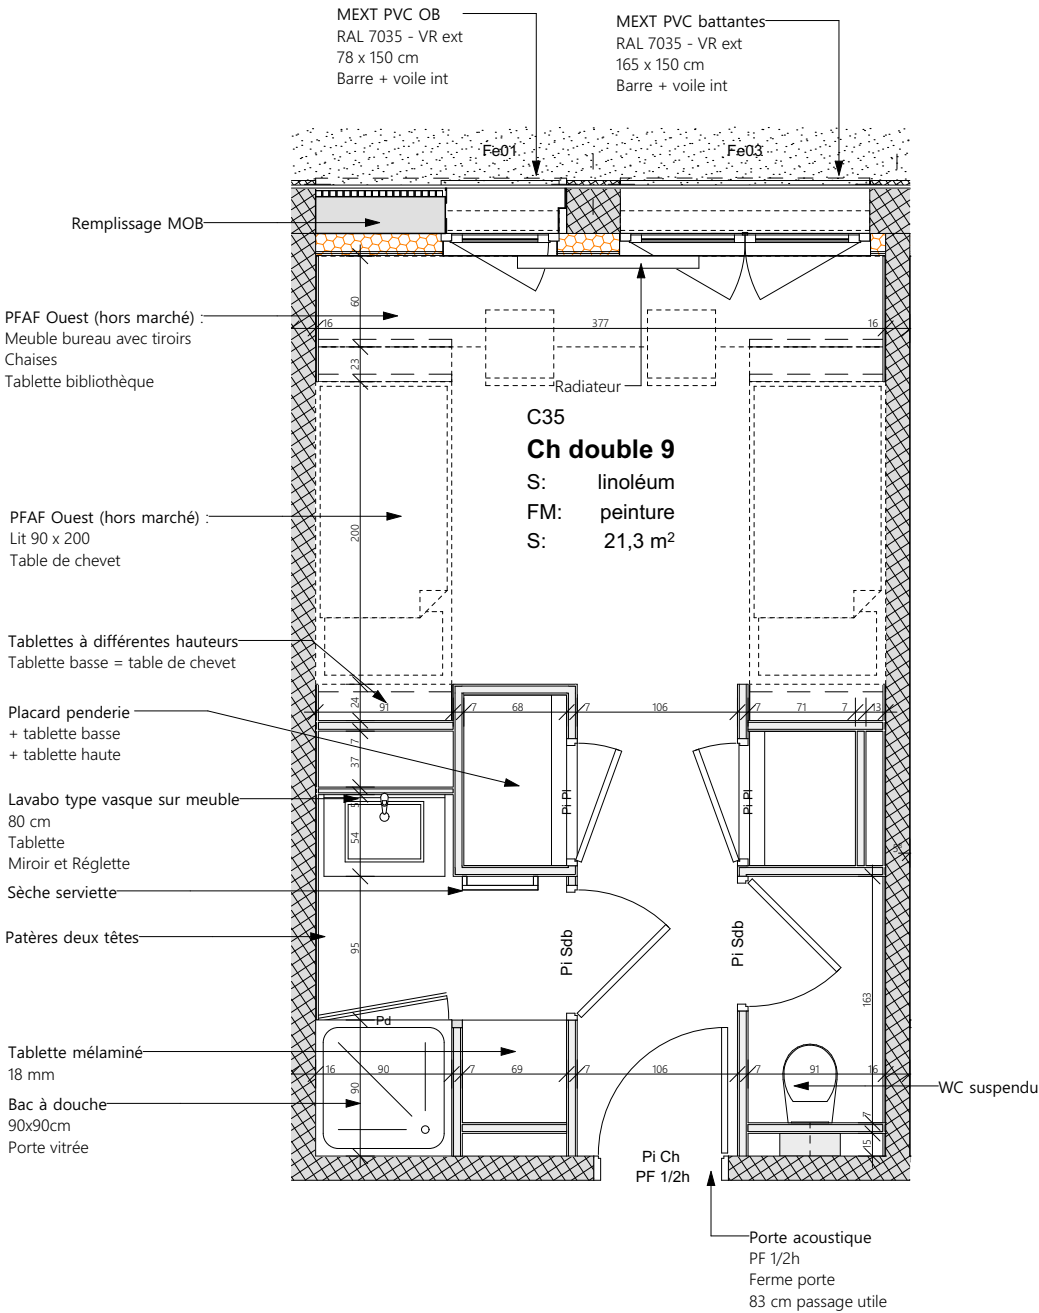 MEXT PVC OB
RAL 7035 - VR ext
78 x 150 cm
Barre + voile int
MEXT PVC battantes
RAL 7035 - VR ext
165 x 150 cm
Barre + voile int
Fe01
Fe03
Remplissage MOB
PFAF Ouest (hors marché) :
Meuble bureau avec tiroirs
Chaises
Tablette bibliothèque
60
16
377
16
23
Radiateur
C35
Ch double 9
S: linoléum
FM: peinture
S: 21,3 m²
PFAF Ouest (hors marché) :
Lit 90 x 200
Table de chevet
200
Tablettes à différentes hauteurs
Tablette basse = table de chevet
24
91
7
68
7
106
7
71
7
13
Placard penderie
+ tablette basse
+ tablette haute
7
37
Pi Pl
Pi Pl
Lavabo type vasque sur meuble
80 cm
Tablette
Miroir et Réglette
5
54
Sèche serviette
Patères deux têtes
95
Pi Sdb
Pi Sdb
163
Pd
Tablette mélaminé
18 mm
16
90
7
69
7
106
7
91
16
90
WC suspendu
Bac à douche
90x90cm
Porte vitrée
7
15
Pi Ch
PF 1/2h
Porte acoustique
PF 1/2h
Ferme porte
83 cm passage utile